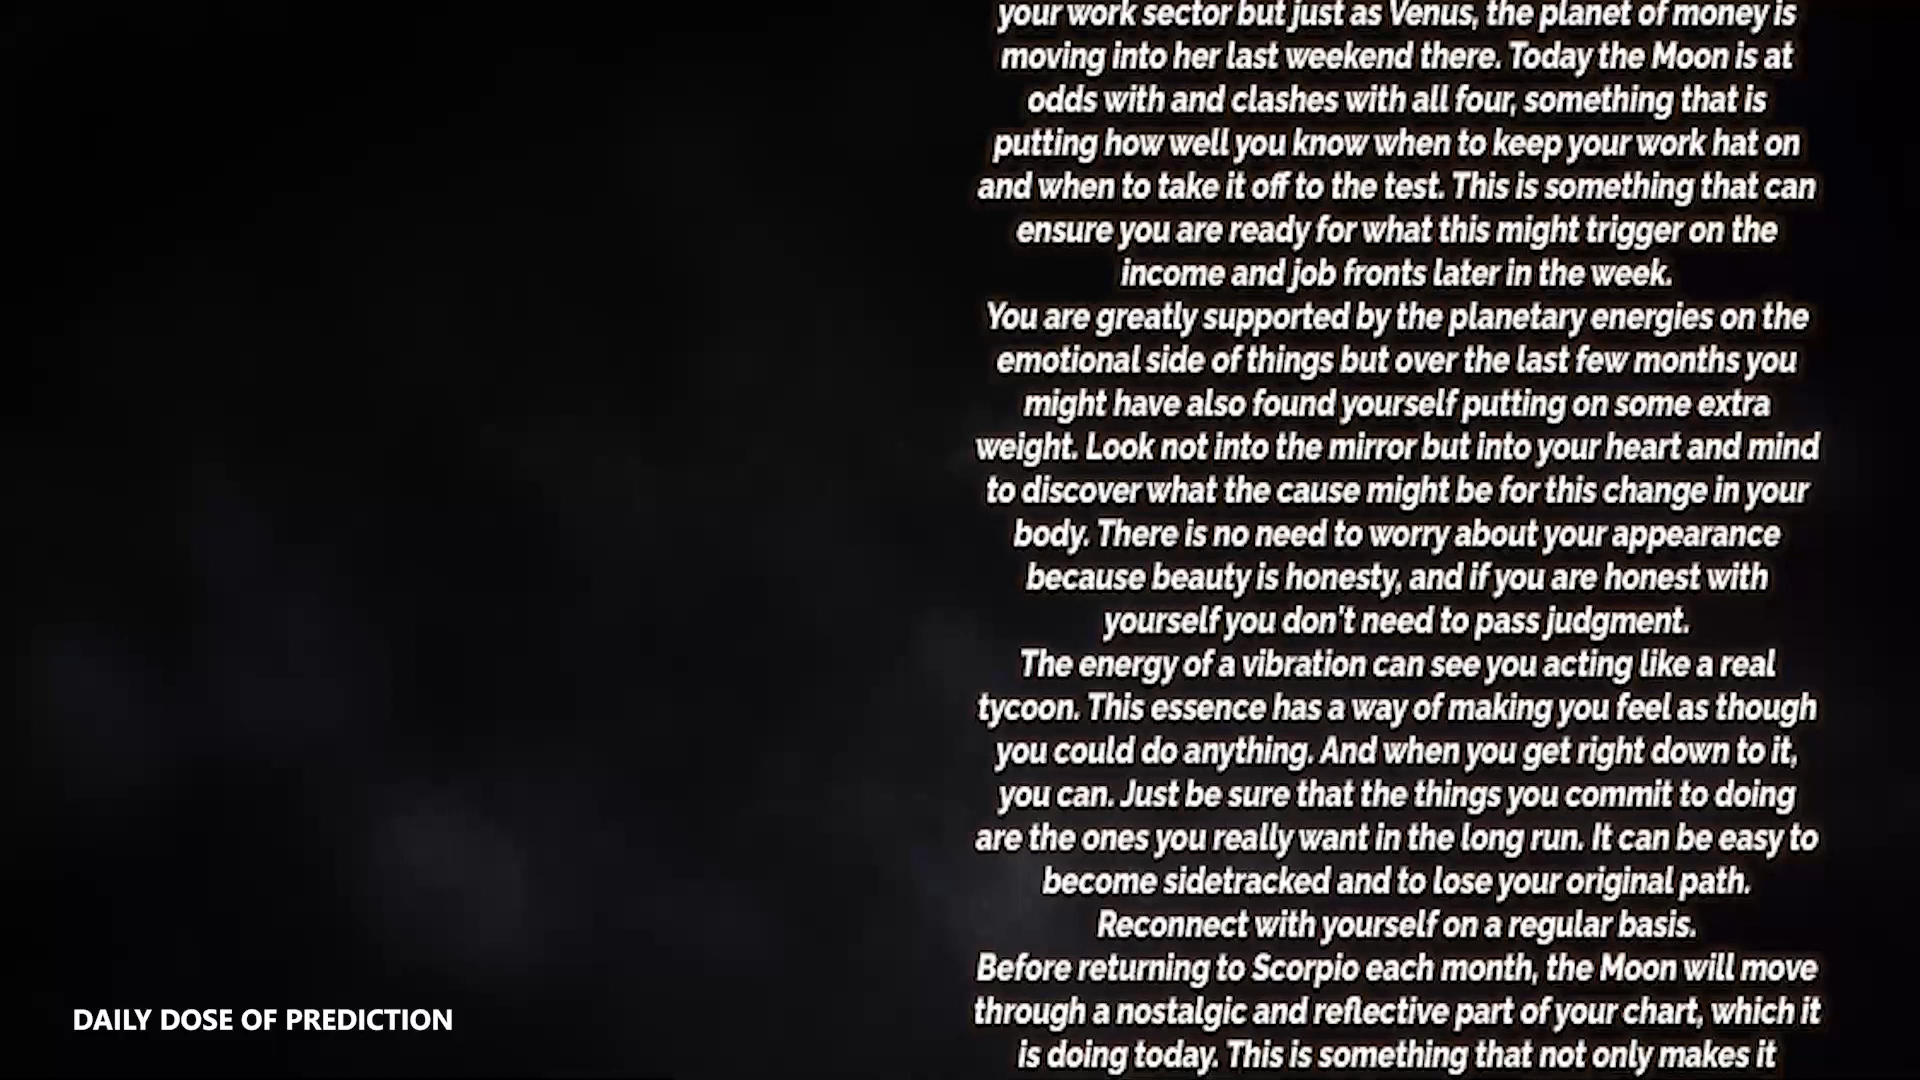 your work sector but just as Venus, the planet of money is
moving into her last weekend there. Today the Moon is at
odds with and clashes with all four, something that is
putting how well you know when to keep your work hat on
and when to take it off to the test. This is something that can
ensure you are ready for what this might trigger on the
income and job fronts later in the week.
You are greatly supported by the planetary energies on the
emotional side of things but over the last few months you
might have also found yourself putting on some extra
weight. Look not into the mirror but into your heart and mind
to discover what the cause might be for this change in your
body. There is no need to worry about your appearance
because beauty is honesty, and if you are honest with
yourself you don't need to pass judgment.
The energy of a vibration can see you acting like a real
tycoon. This essence has a way of making you feel as though
you could do anything. And when you get right down to it,
you can. Just be sure that the things you commit to doing
are the ones you really want in the long run. It can be easy to
become sidetracked and to lose your original path.
Reconnect with yourself on a regular basis.
Before returning to Scorpio each month, the Moon will move
through a nostalgic and reflective part of your chart, which it
is doing today. This is something that not only makes it
DAILY DOSE OF PREDICTION